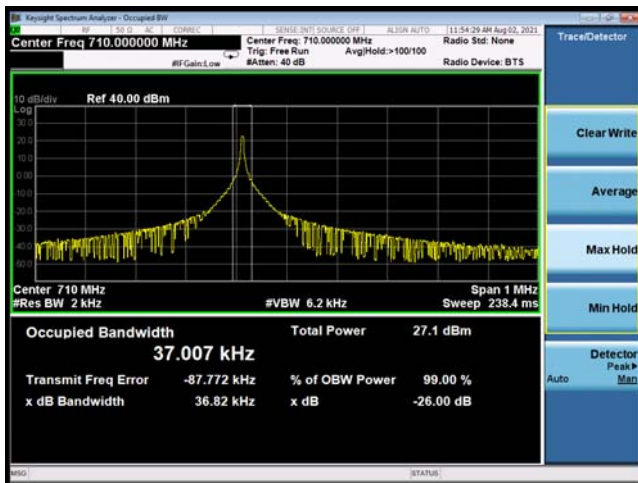 Keysight Spectrum Analyzer - Occupied BW
RF 50 Ω AC CORREC SENSE:INT SOURCE OFF ALIGN AUTO 11:54:29 AM Aug 02, 2021
Center Freq 710.000000 MHz Center Freq: 710.000000 MHz Radio Std: None
Trig: Free Run Avg|Hold:>100/100
#IFGain:Low #Atten: 40 dB Radio Device: BTS
Trace/Detector
10 dB/div Ref 40.00 dBm
Log
30.0
20.0
10.0
0.00
-10.0
-20.0
-30.0
-40.0
-50.0
Center 710 MHz Span 1 MHz
#Res BW 2 kHz #VBW 6.2 kHz Sweep 238.4 ms
Occupied Bandwidth Total Power 27.1 dBm
37.007 kHz
Transmit Freq Error -87.772 kHz % of OBW Power 99.00 %
x dB Bandwidth 36.82 kHz x dB -26.00 dB
Clear Write
Average
Max Hold
Min Hold
Detector
Peak▶
Auto Man
MSG STATUS